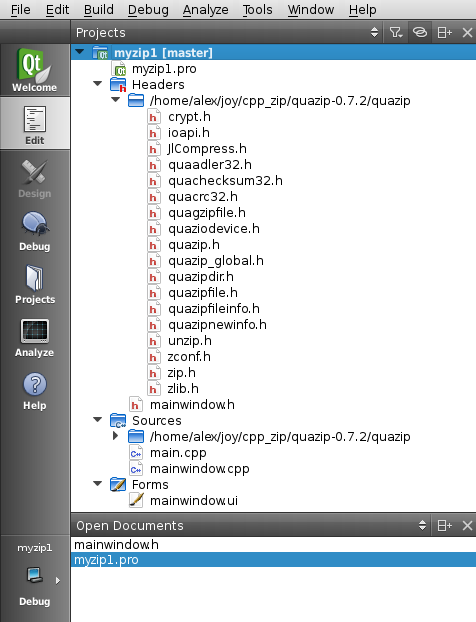 File Edit Build Debug Analyze Tools Window Help
Projects
Qt
Welcome
Edit
Design
Debug
Projects
Analyze
Help
myzip1 [master]
myzip1.pro
Headers
/home/alex/joy/cpp_zip/quazip-0.7.2/quazip
crypt.h
ioapi.h
JlCompress.h
quaadler32.h
quachecksum32.h
quacrc32.h
quagzipfile.h
quaziodevice.h
quazip.h
quazip_global.h
quazipdir.h
quazipfile.h
quazipfileinfo.h
quazipnewinfo.h
unzip.h
zconf.h
zip.h
zlib.h
mainwindow.h
Sources
/home/alex/joy/cpp_zip/quazip-0.7.2/quazip
main.cpp
mainwindow.cpp
Forms
mainwindow.ui
Open Documents
mainwindow.h
myzip1.pro
myzip1
Debug